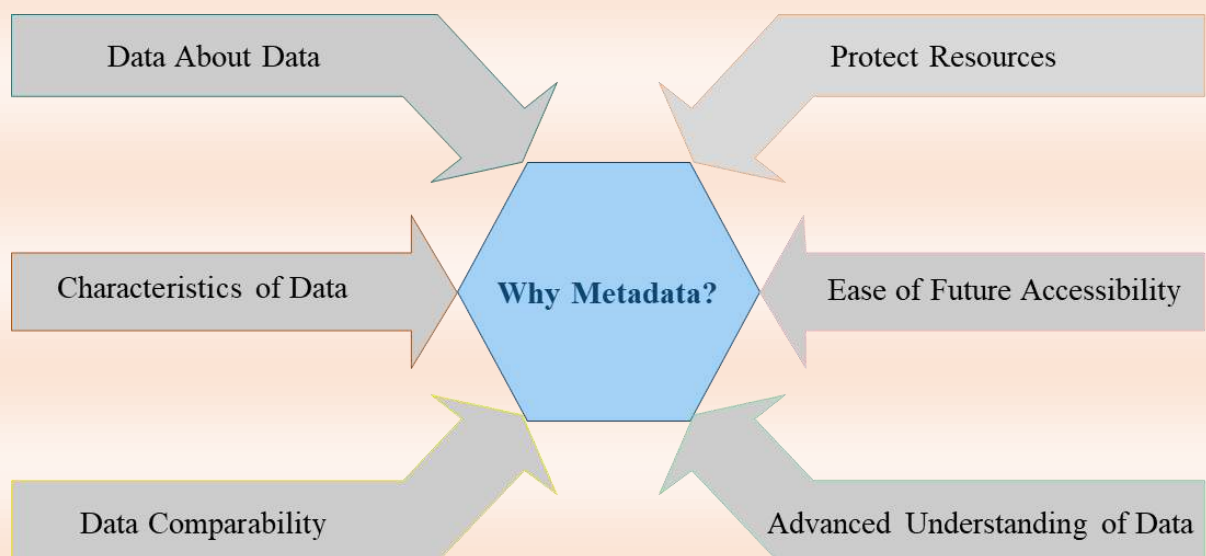 Data About Data
Protect Resources
Characteristics of Data
Why Metadata?
Ease of Future Accessibility
Data Comparability
Advanced Understanding of Data